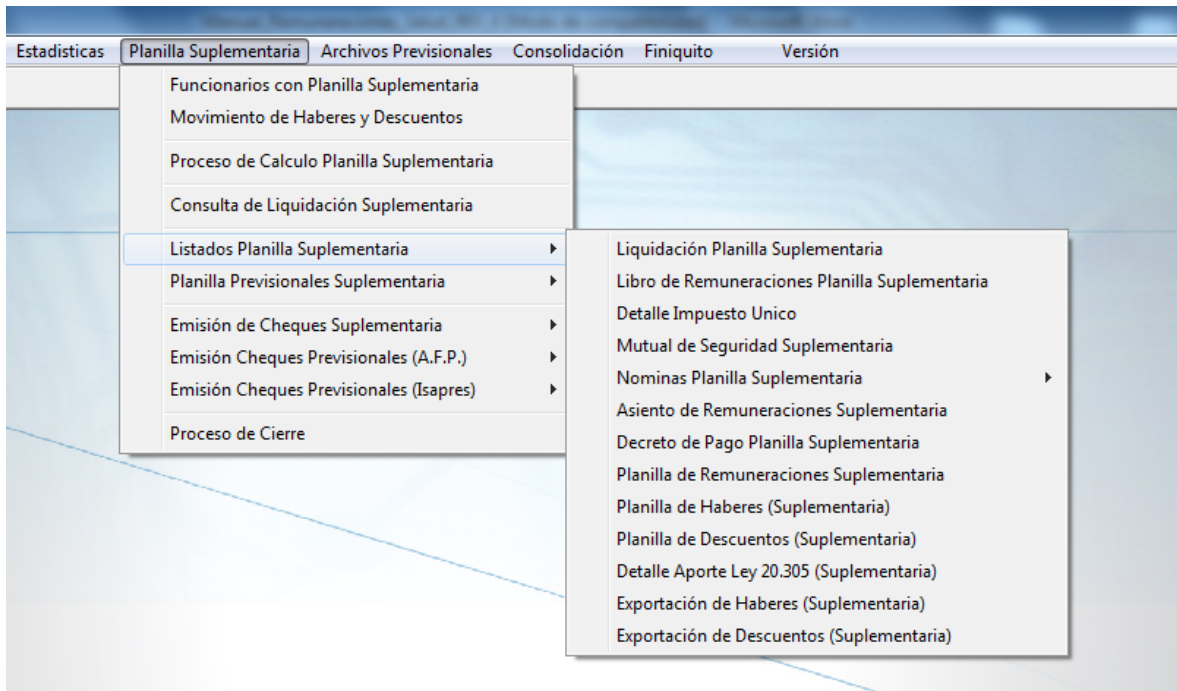 Estadisticas Planilla Suplementaria Archivos Previsionales Consolidación Finiquito Versión
Funcionarios con Planilla Suplementaria
Movimiento de Haberes y Descuentos
Proceso de Calculo Planilla Suplementaria
Consulta de Liquidación Suplementaria
Listados Planilla Suplementaria
Planilla Previsionales Suplementaria
Emisión de Cheques Suplementaria
Emisión Cheques Previsionales (A.F.P.)
Emisión Cheques Previsionales (Isapres)
Proceso de Cierre
Liquidación Planilla Suplementaria
Libro de Remuneraciones Planilla Suplementaria
Detalle Impuesto Unico
Mutual de Seguridad Suplementaria
Nominas Planilla Suplementaria
Asiento de Remuneraciones Suplementaria
Decreto de Pago Planilla Suplementaria
Planilla de Remuneraciones Suplementaria
Planilla de Haberes (Suplementaria)
Planilla de Descuentos (Suplementaria)
Detalle Aporte Ley 20.305 (Suplementaria)
Exportación de Haberes (Suplementaria)
Exportación de Descuentos (Suplementaria)